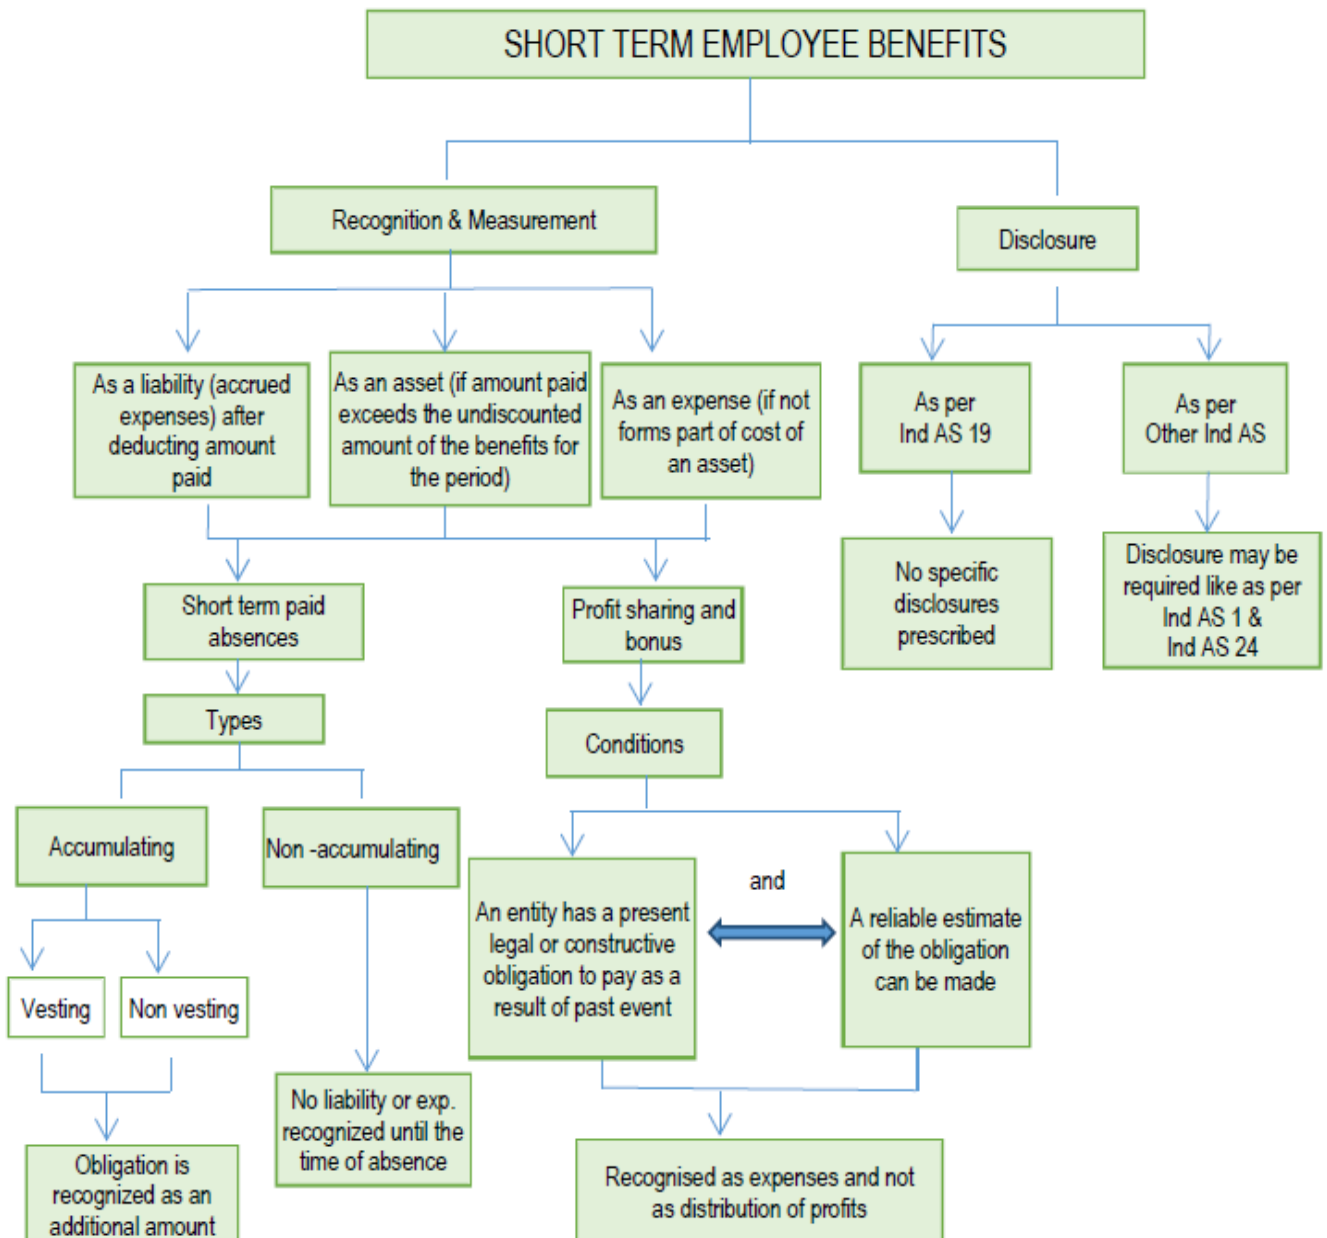 SHORT TERM EMPLOYEE BENEFITS
Recognition & Measurement
Disclosure
As a liability (accrued
expenses) after
deducting amount
paid
As an asset (if amount paid
exceeds the undiscounted
amount of the benefits for
the period)
As an expense (if not
forms part of cost of
an asset)
As per
Ind AS 19
As per
Other Ind AS
Short term paid
absences
Profit sharing and
bonus
No specific
disclosures
prescribed
Disclosure may be
required like as per
Ind AS 1 &
Ind AS 24
Types
Conditions
Accumulating
Non -accumulating
An entity has a present
legal or constructive
obligation to pay as a
result of past event
and
A reliable estimate
of the obligation
can be made
Vesting
Non vesting
No liability or exp.
recognized until the
time of absence
Obligation is
recognized as an
additional amount
Recognised as expenses and not
as distribution of profits